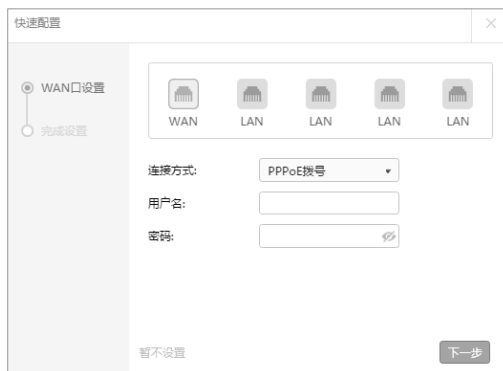 快速配置
WAN口设置
完成设置
WAN LAN LAN LAN LAN
连接方式: PPPoE拨号
用户名:
密码:
暂不设置 下一步